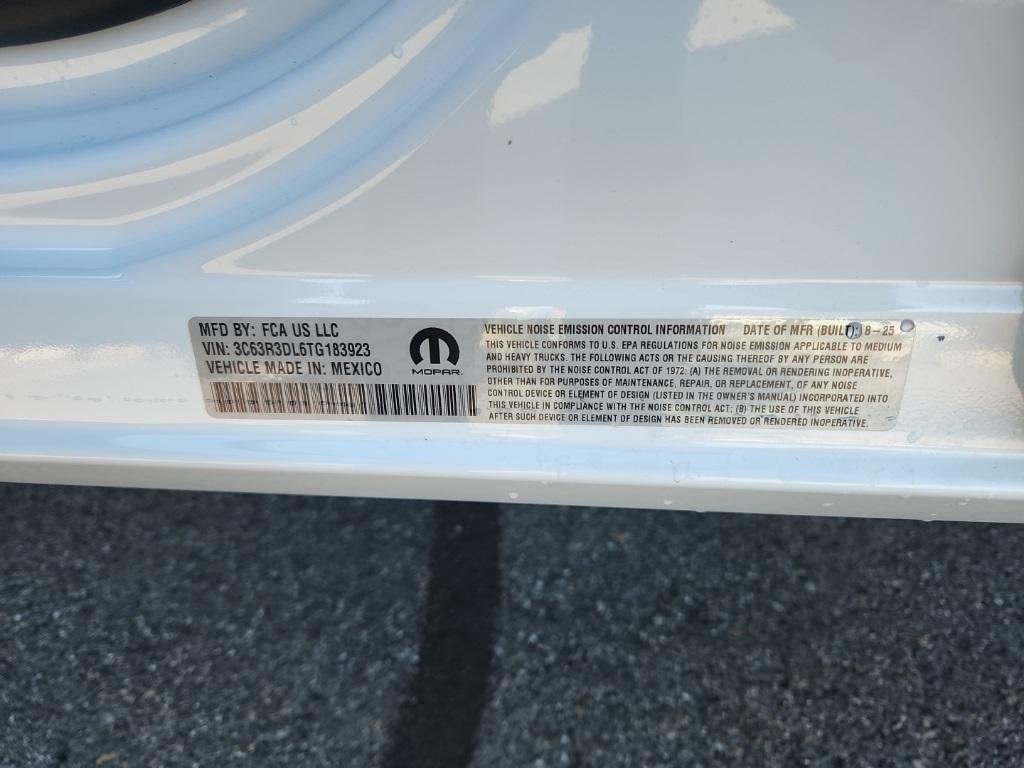 MFD BY: FCA US LLC
VIN: 3C63R3DL6TG183923
VEHICLE MADE IN: MEXICO
MOPAR
VEHICLE NOISE EMISSION CONTROL INFORMATION DATE OF MFR (BUILT): 8-25
THIS VEHICLE CONFORMS TO U.S. EPA REGULATIONS FOR NOISE EMISSION APPLICABLE TO MEDIUM
AND HEAVY TRUCKS. THE FOLLOWING ACTS OR THE CAUSING THEREOF BY ANY PERSON ARE
PROHIBITED BY THE NOISE CONTROL ACT OF 1972: (A) THE REMOVAL OR RENDERING INOPERATIVE,
OTHER THAN FOR PURPOSES OF MAINTENANCE, REPAIR, OR REPLACEMENT, OF ANY NOISE
CONTROL DEVICE OR ELEMENT OF DESIGN (LISTED IN THE OWNER'S MANUAL) INCORPORATED INTO
THIS VEHICLE IN COMPLIANCE WITH THE NOISE CONTROL ACT; (B) THE USE OF THIS VEHICLE
AFTER SUCH DEVICE OR ELEMENT OF DESIGN HAS BEEN REMOVED OR RENDERED INOPERATIVE.